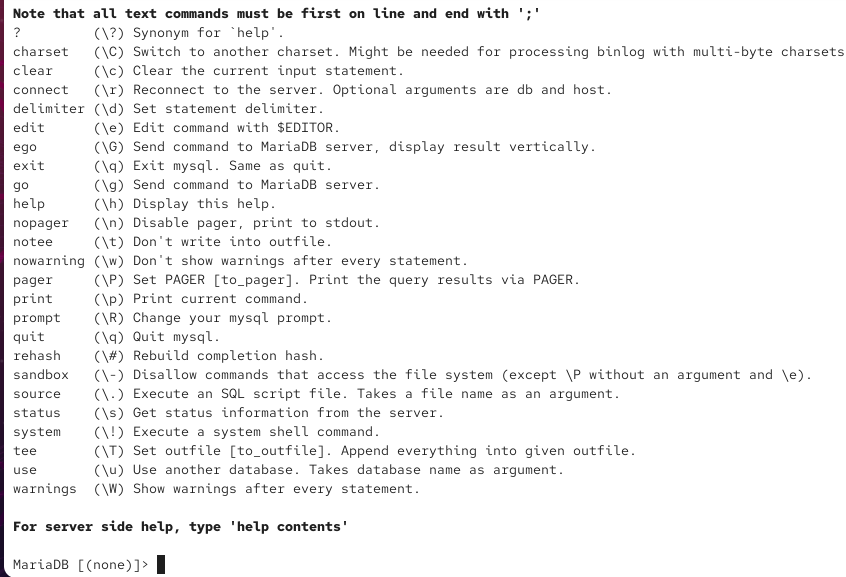 Note that all text commands must be first on line and end with ';'
?         (\?) Synonym for `help'.
charset   (\C) Switch to another charset. Might be needed for processing binlog with multi-byte charsets
clear     (\c) Clear the current input statement.
connect   (\r) Reconnect to the server. Optional arguments are db and host.
delimiter (\d) Set statement delimiter.
edit      (\e) Edit command with $EDITOR.
ego       (\G) Send command to MariaDB server, display result vertically.
exit      (\q) Exit mysql. Same as quit.
go        (\g) Send command to MariaDB server.
help      (\h) Display this help.
nopager   (\n) Disable pager, print to stdout.
notee     (\t) Don't write into outfile.
nowarning (\w) Don't show warnings after every statement.
pager     (\P) Set PAGER [to_pager]. Print the query results via PAGER.
print     (\p) Print current command.
prompt    (\R) Change your mysql prompt.
quit      (\q) Quit mysql.
rehash    (\#) Rebuild completion hash.
sandbox   (\-) Disallow commands that access the file system (except \P without an argument and \e).
source    (\.) Execute an SQL script file. Takes a file name as an argument.
status    (\s) Get status information from the server.
system    (\!) Execute a system shell command.
tee       (\T) Set outfile [to_outfile]. Append everything into given outfile.
use       (\u) Use another database. Takes database name as argument.
warnings  (\W) Show warnings after every statement.
For server side help, type 'help contents'
MariaDB [(none)]>